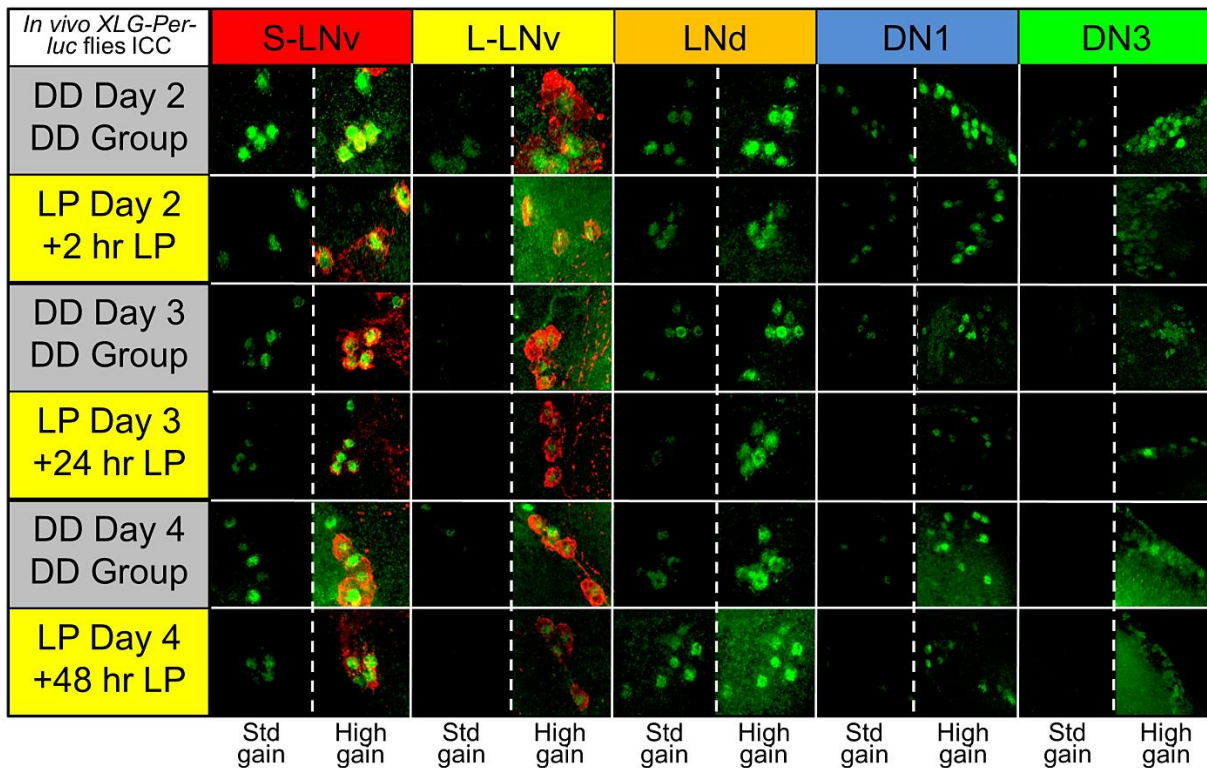 In vivo XLG-Per-
luc flies ICC
S-LNv
L-LNv
LNd
DN1
DN3
DD Day 2
DD Group
LP Day 2
+2 hr LP
DD Day 3
DD Group
LP Day 3
+24 hr LP
DD Day 4
DD Group
LP Day 4
+48 hr LP
Std
gain
High
gain
Std
gain
High
gain
Std
gain
High
gain
Std
gain
High
gain
Std
gain
High
gain